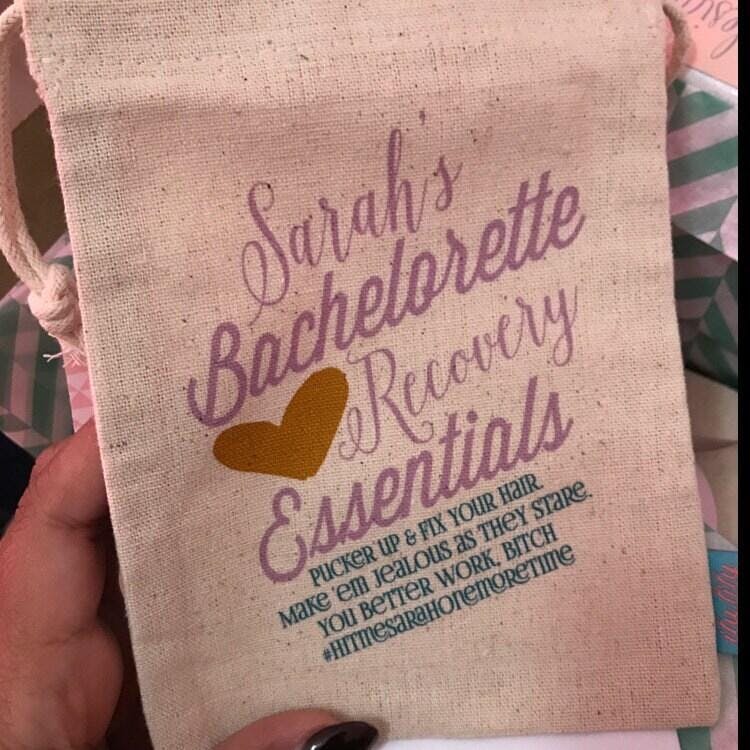 Sarah's
Bachelorette
Recovery
Essentials
PUCKER UP & FIX YOUR HAIR.
MAKE 'EM JEALOUS AS THEY STARE.
YOU BETTER WORK, BITCH
#HITMESARAHONEMORETIME